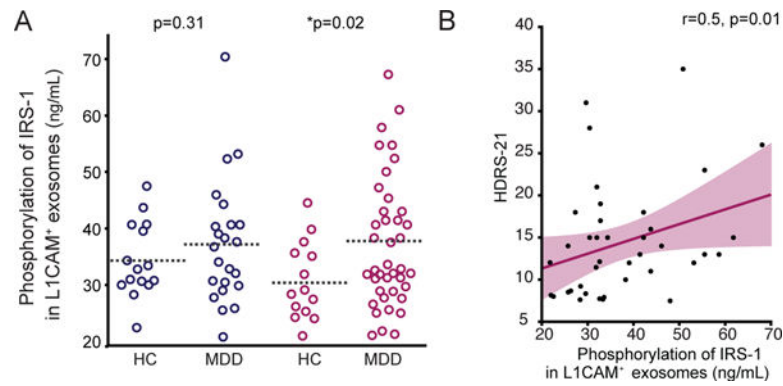 A
p=0.31
*p=0.02
Phosphorylation of IRS-1
in L1CAM⁺ exosomes (ng/mL)
70
60
50
40
30
20
HC
MDD
HC
MDD
B
r=0.5, p=0.01
HDRS-21
40
35
30
25
20
15
10
5
20
30
40
50
60
70
Phosphorylation of IRS-1
in L1CAM⁺ exosomes (ng/mL)